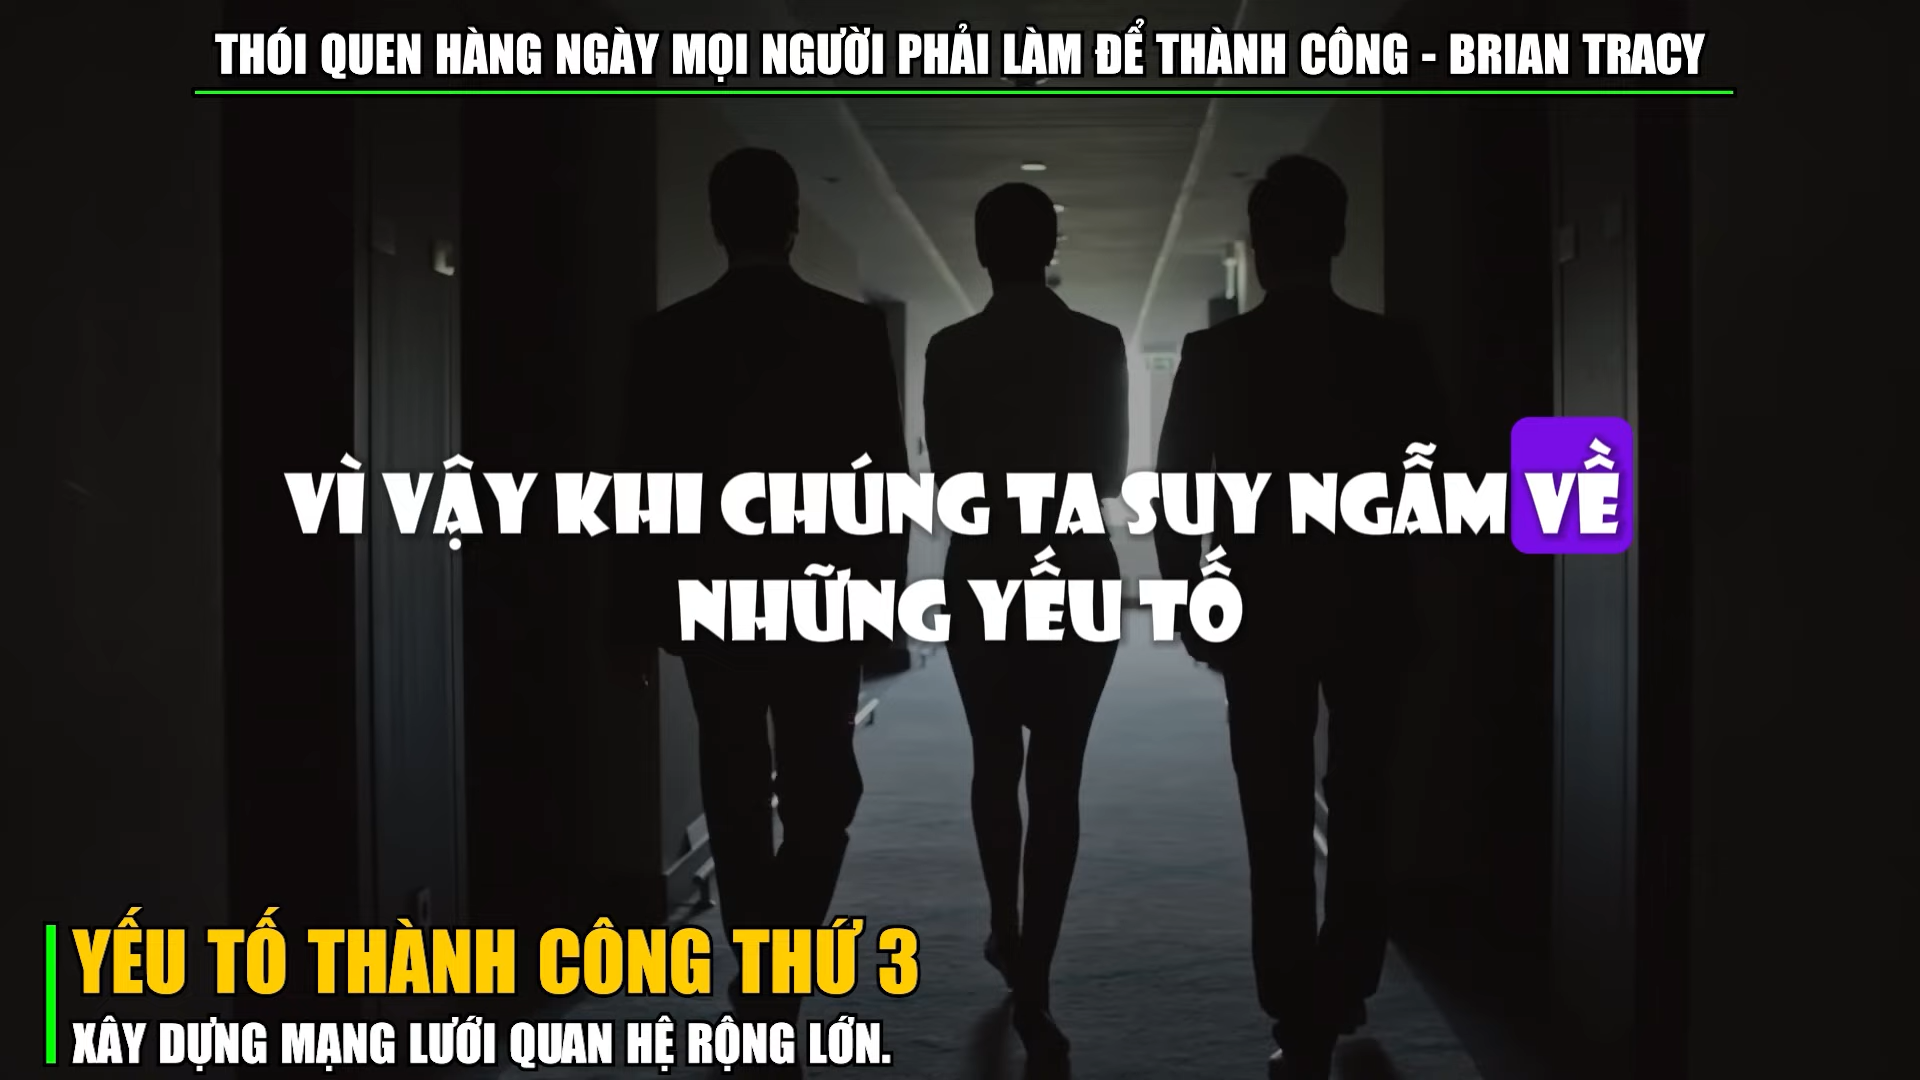 THÓI QUEN HÀNG NGÀY MỌI NGƯỜI PHẢI LÀM ĐỂ THÀNH CÔNG - BRIAN TRACY
VÌ VẬY KHI CHÚNG TA SUY NGẪM VỀ
NHỮNG YẾU TỐ
YẾU TỐ THÀNH CÔNG THỨ 3
XÂY DỰNG MẠNG LƯỚI QUAN HỆ RỘNG LỚN.